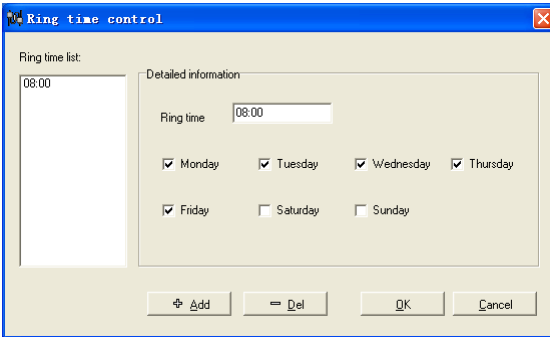 Ring time control
Ring time list:
08:00
Detailed information
Ring time 08:00
Monday Tuesday Wednesday Thursday
Friday Saturday Sunday
Add Del OK Cancel